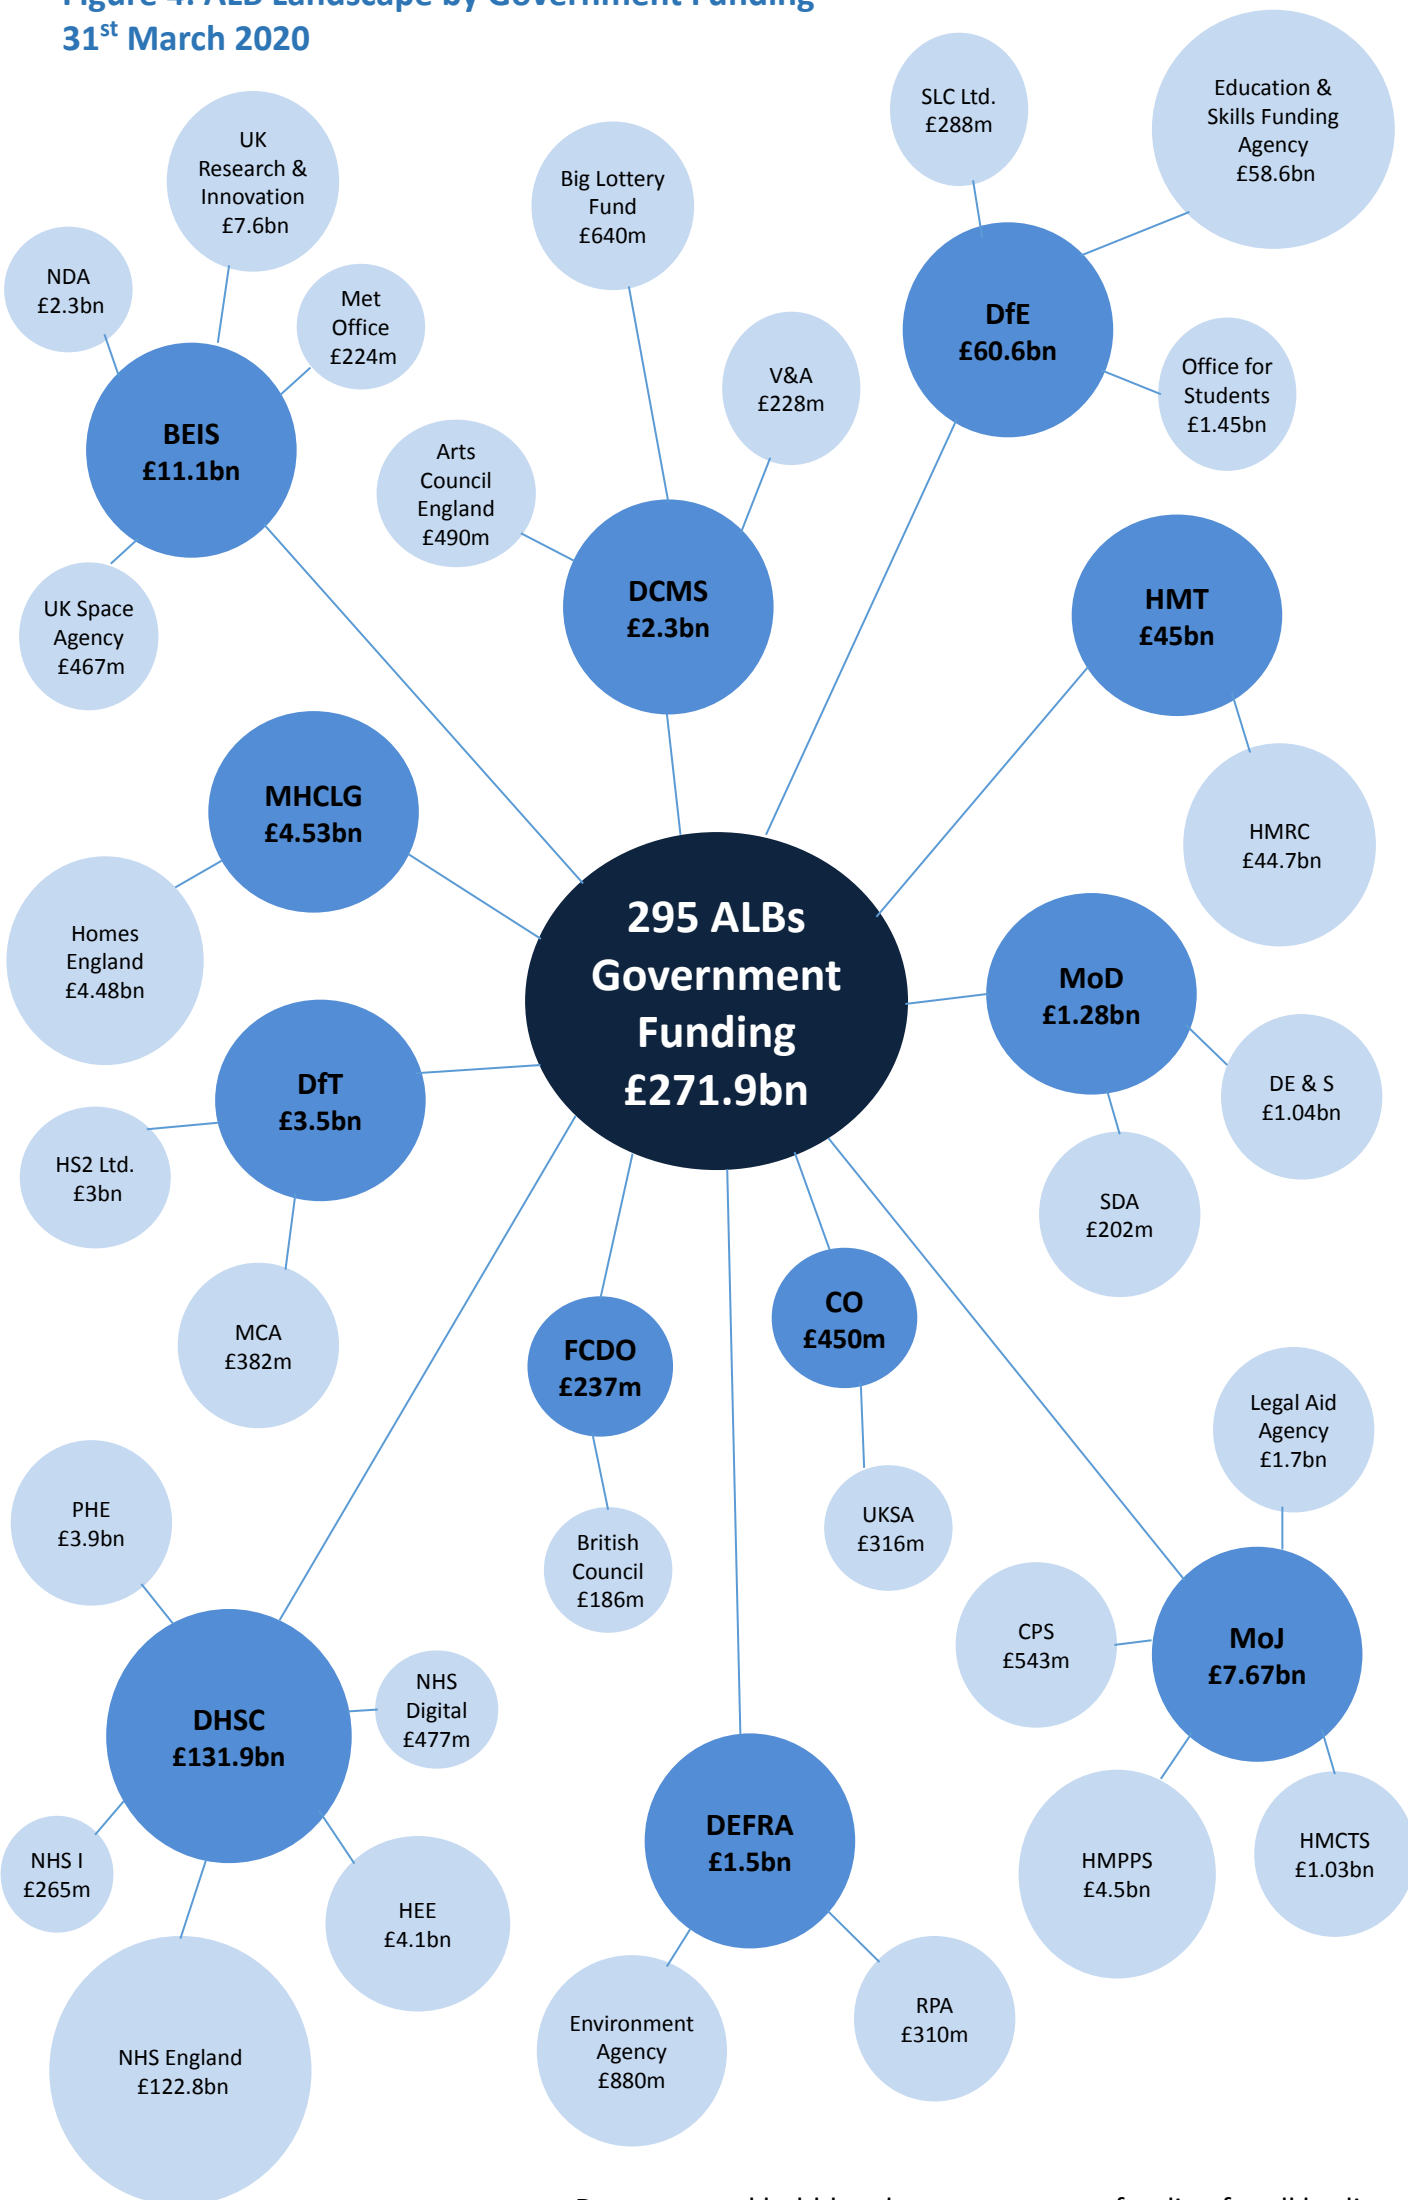 Figure 4: ALB Landscape by Government Funding
31st March 2020
SLC Ltd.
£288m
Education &
Skills Funding
Agency
£58.6bn
UK
Research &
Innovation
£7.6bn
Big Lottery
Fund
£640m
NDA
£2.3bn
Met
Office
£224m
DfE
£60.6bn
V&A
£228m
Office for
Students
£1.45bn
BEIS
£11.1bn
Arts
Council
England
£490m
DCMS
£2.3bn
HMT
£45bn
UK Space
Agency
£467m
MHCLG
£4.53bn
HMRC
£44.7bn
Homes
England
£4.48bn
295 ALBs
Government
Funding
£271.9bn
MoD
£1.28bn
DfT
£3.5bn
DE & S
£1.04bn
HS2 Ltd.
£3bn
SDA
£202m
MCA
£382m
FCDO
£237m
CO
£450m
Legal Aid
Agency
£1.7bn
PHE
£3.9bn
British
Council
£186m
UKSA
£316m
CPS
£543m
MoJ
£7.67bn
NHS
Digital
£477m
DHSC
£131.9bn
DEFRA
£1.5bn
NHS I
£265m
HEE
£4.1bn
HMPPS
£4.5bn
HMCTS
£1.03bn
NHS England
£122.8bn
Environment
Agency
£880m
RPA
£310m